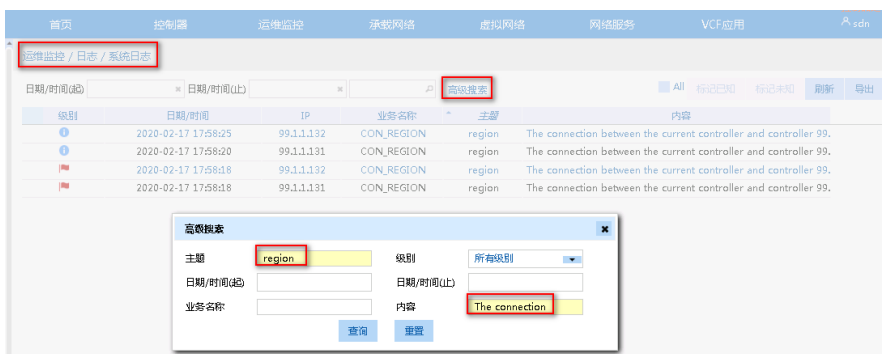 首页 控制器 运维监控 承载网络 虚拟网络 网络服务 VCF应用 sdn
运维监控 / 日志 / 系统日志
日期/时间(起) 日期/时间(止) 高级搜索 All 标记已知 标记未知 刷新 导出
级别 日期/时间 IP 业务名称 主题 内容
2020-02-17 17:58:25 99.1.1.132 CON_REGION region The connection between the current controller and controller 99.
2020-02-17 17:58:20 99.1.1.131 CON_REGION region The connection between the current controller and controller 99.
2020-02-17 17:58:18 99.1.1.132 CON_REGION region The connection between the current controller and controller 99.
2020-02-17 17:58:18 99.1.1.131 CON_REGION region The connection between the current controller and controller 99.
高级搜索
主题 region 级别 所有级别
日期/时间(起) 日期/时间(止)
业务名称 内容 The connection
查询 重置